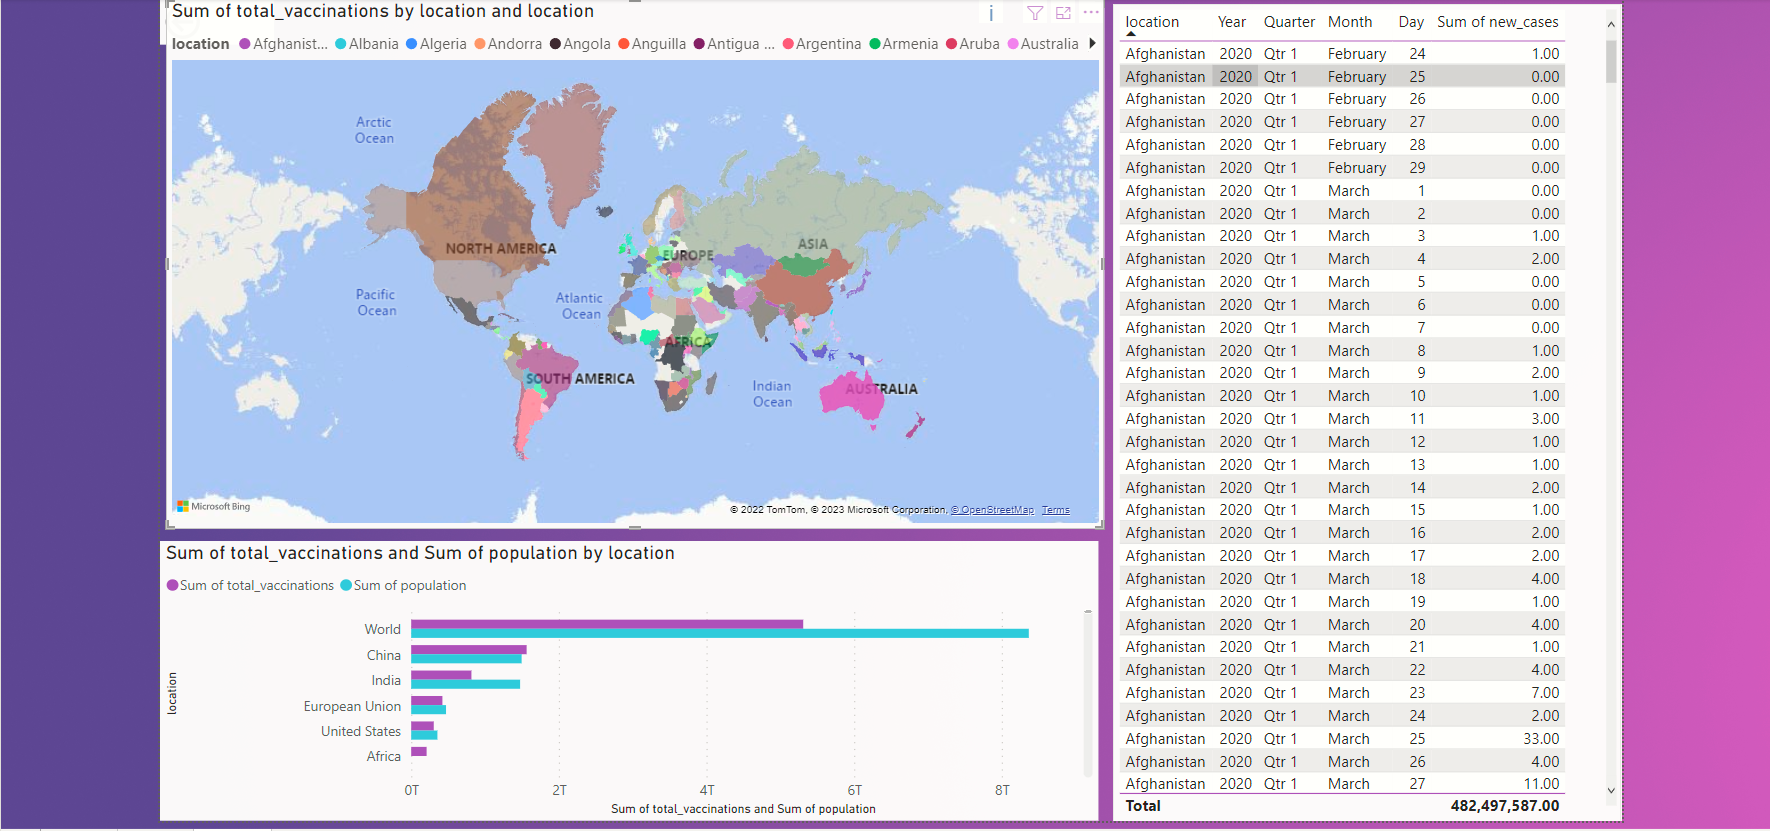 Sum of total_vaccinations by location and location
location Afghanist... Albania Algeria Andorra Angola Anguilla Antigua ... Argentina Armenia Aruba Australia
Arctic
Ocean
NORTH AMERICA
EUROPE
ASIA
Pacific
Ocean
Atlantic
Ocean
AFRICA
SOUTH AMERICA
Indian
Ocean
AUSTRALIA
Microsoft Bing
© 2022 TomTom, © 2023 Microsoft Corporation, © OpenStreetMap Terms
Sum of total_vaccinations and Sum of population by location
Sum of total_vaccinations Sum of population
location
World
China
India
European Union
United States
Africa
0T 2T 4T 6T 8T
Sum of total_vaccinations and Sum of population
location Year Quarter Month Day Sum of new_cases
Afghanistan 2020 Qtr 1 February 24 1.00
Afghanistan 2020 Qtr 1 February 25 0.00
Afghanistan 2020 Qtr 1 February 26 0.00
Afghanistan 2020 Qtr 1 February 27 0.00
Afghanistan 2020 Qtr 1 February 28 0.00
Afghanistan 2020 Qtr 1 February 29 0.00
Afghanistan 2020 Qtr 1 March 1 0.00
Afghanistan 2020 Qtr 1 March 2 0.00
Afghanistan 2020 Qtr 1 March 3 1.00
Afghanistan 2020 Qtr 1 March 4 2.00
Afghanistan 2020 Qtr 1 March 5 0.00
Afghanistan 2020 Qtr 1 March 6 0.00
Afghanistan 2020 Qtr 1 March 7 0.00
Afghanistan 2020 Qtr 1 March 8 1.00
Afghanistan 2020 Qtr 1 March 9 2.00
Afghanistan 2020 Qtr 1 March 10 1.00
Afghanistan 2020 Qtr 1 March 11 3.00
Afghanistan 2020 Qtr 1 March 12 1.00
Afghanistan 2020 Qtr 1 March 13 1.00
Afghanistan 2020 Qtr 1 March 14 2.00
Afghanistan 2020 Qtr 1 March 15 1.00
Afghanistan 2020 Qtr 1 March 16 2.00
Afghanistan 2020 Qtr 1 March 17 2.00
Afghanistan 2020 Qtr 1 March 18 4.00
Afghanistan 2020 Qtr 1 March 19 1.00
Afghanistan 2020 Qtr 1 March 20 4.00
Afghanistan 2020 Qtr 1 March 21 1.00
Afghanistan 2020 Qtr 1 March 22 4.00
Afghanistan 2020 Qtr 1 March 23 7.00
Afghanistan 2020 Qtr 1 March 24 2.00
Afghanistan 2020 Qtr 1 March 25 33.00
Afghanistan 2020 Qtr 1 March 26 4.00
Afghanistan 2020 Qtr 1 March 27 11.00
Total 482,497,587.00